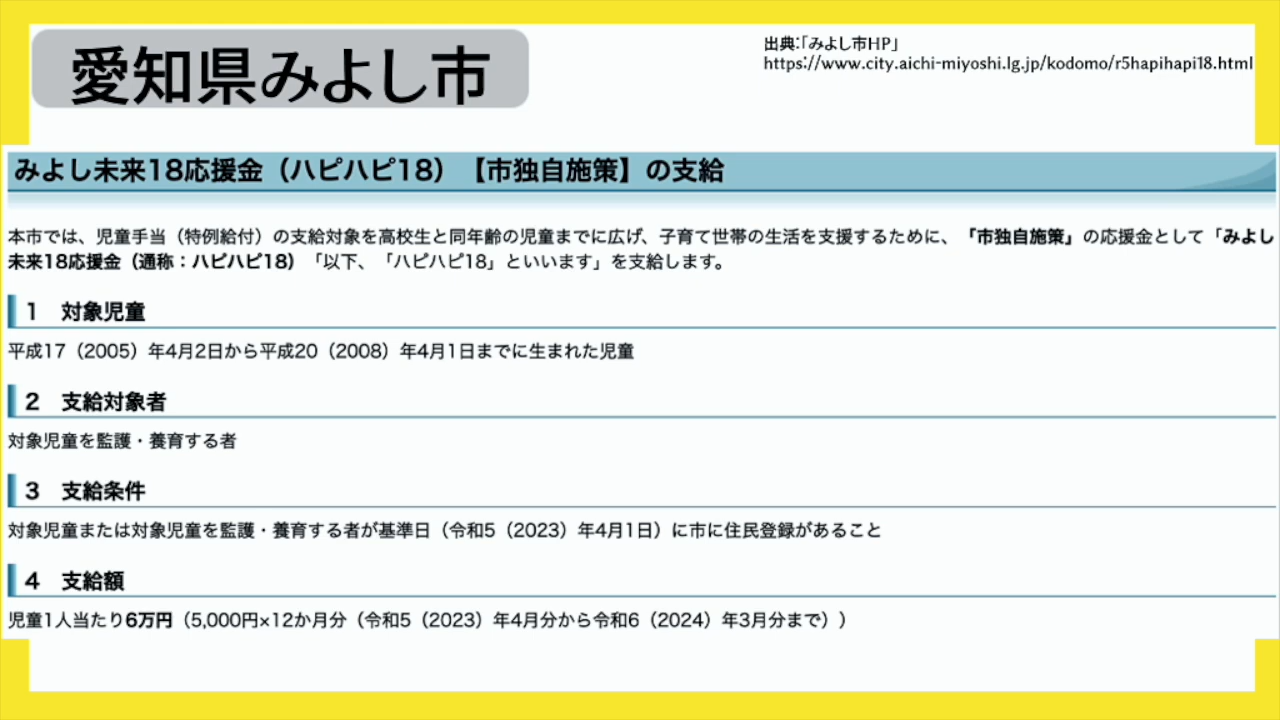 愛知県みよし市
出典:「みよし市HP」
https://www.city.aichi-miyoshi.lg.jp/kodomo/r5hapihapi18.html
みよし未来18応援金（ハピハピ18）【市独自施策】の支給
本市では、児童手当（特例給付）の支給対象を高校生と同年齢の児童までに広げ、子育て世帯の生活を支援するために、「市独自施策」の応援金として「みよし
未来18応援金（通称：ハピハピ18）「以下、「ハピハピ18」といいます」を支給します。
1　対象児童
平成17（2005）年4月2日から平成20（2008）年4月1日までに生まれた児童
2　支給対象者
対象児童を監護・養育する者
3　支給条件
対象児童または対象児童を監護・養育する者が基準日（令和5（2023）年4月1日）に市に住民登録があること
4　支給額
児童1人当たり6万円（5,000円×12か月分（令和5（2023）年4月分から令和6（2024）年3月分まで））